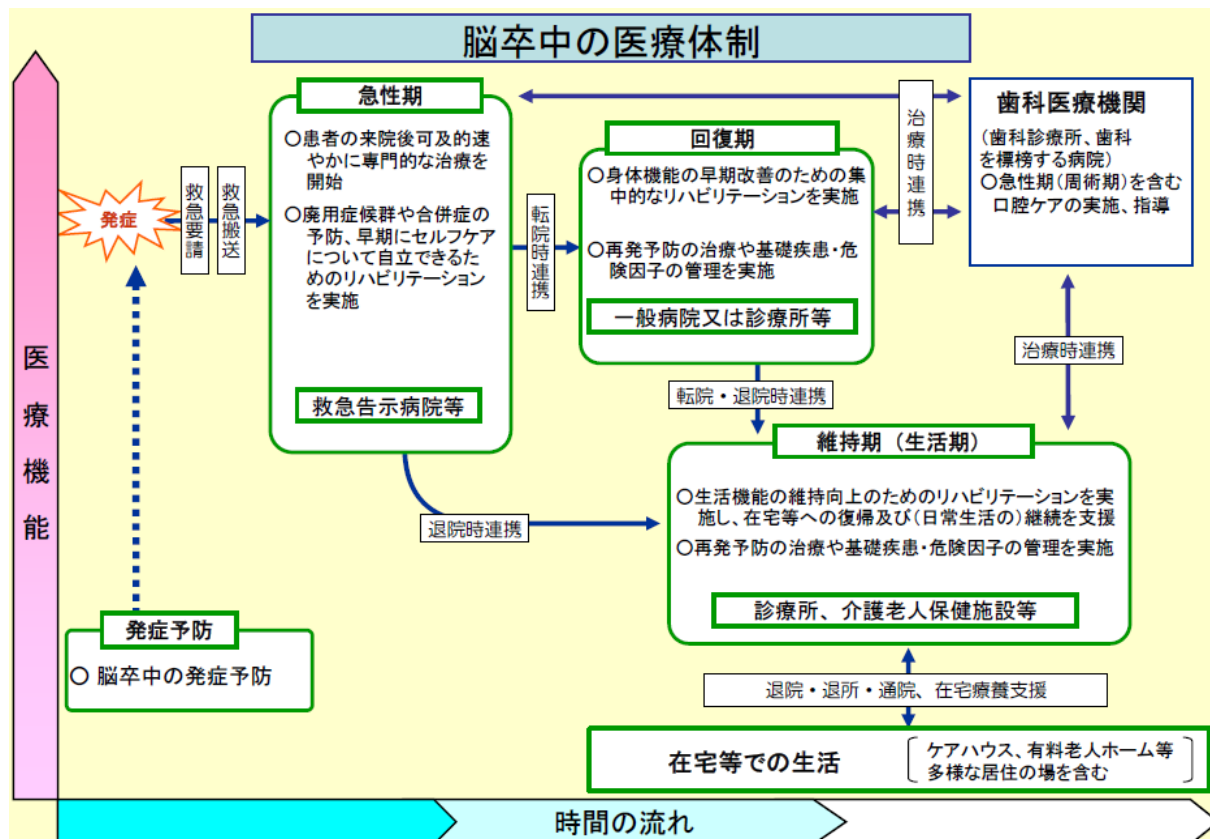 脳卒中の医療体制
医療機能
発症
救急要請
救急搬送
急性期
○患者の来院後可及的速
やかに専門的な治療を
開始
○廃用症候群や合併症の
予防、早期にセルフケア
について自立できるた
めのリハビリテーション
を実施
救急告示病院等
転院時連携
回復期
○身体機能の早期改善のための集
中的なリハビリテーションを実施
○再発予防の治療や基礎疾患・危
険因子の管理を実施
一般病院又は診療所等
治療時連携
歯科医療機関
(歯科診療所、歯科
を標榜する病院)
○急性期(周術期)を含む
口腔ケアの実施、指導
治療時連携
転院・退院時連携
退院時連携
維持期(生活期)
○生活機能の維持向上のためのリハビリテーションを実
施し、在宅等への復帰及び(日常生活の)継続を支援
○再発予防の治療や基礎疾患・危険因子の管理を実施
診療所、介護老人保健施設等
発症予防
○ 脳卒中の発症予防
退院・退所・通院、在宅療養支援
在宅等での生活
ケアハウス、有料老人ホーム等
多様な居住の場を含む
時間の流れ